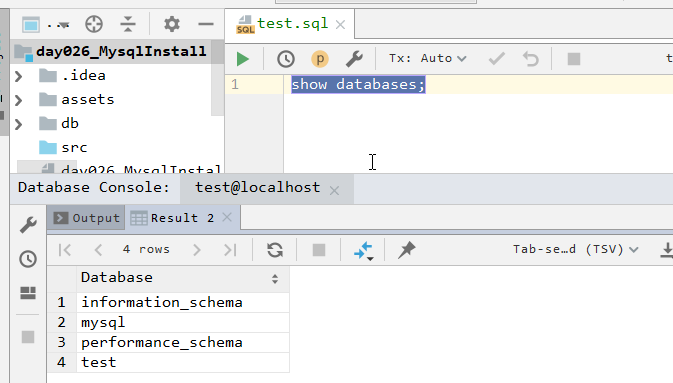 ...
test.sql
day026_MysqlInstall
Tx: Auto
.idea
1 show databases;
assets
db
src
day026_MysqlInstal
Database Console: test@localhost
Output Result 2
4 rows Tab-se…d (TSV)
Database
1 information_schema
2 mysql
3 performance_schema
4 test